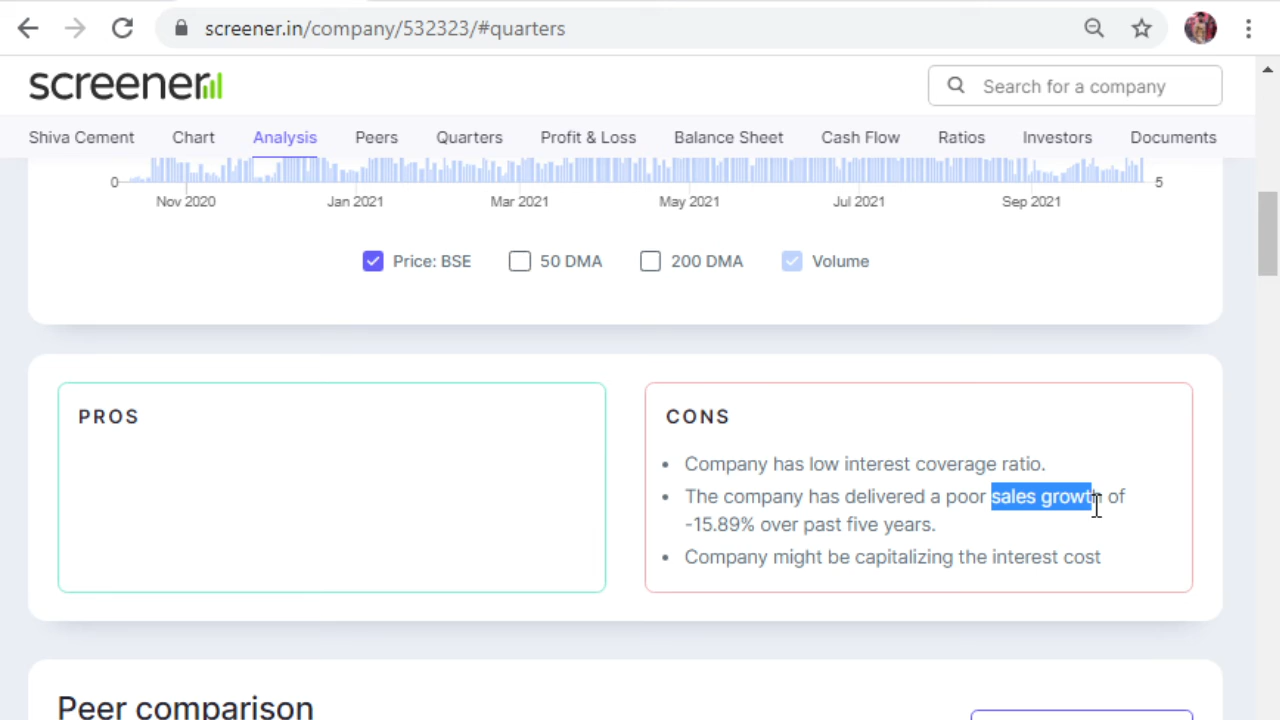 screener.in/company/532323/#quarters
screener
Search for a company
Shiva Cement Chart Analysis Peers Quarters Profit & Loss Balance Sheet Cash Flow Ratios Investors Documents
0 5
Nov 2020 Jan 2021 Mar 2021 May 2021 Jul 2021 Sep 2021
Price: BSE 50 DMA 200 DMA Volume
PROS
CONS
• Company has low interest coverage ratio.
• The company has delivered a poor sales growth of
-15.89% over past five years.
• Company might be capitalizing the interest cost
Peer comparison